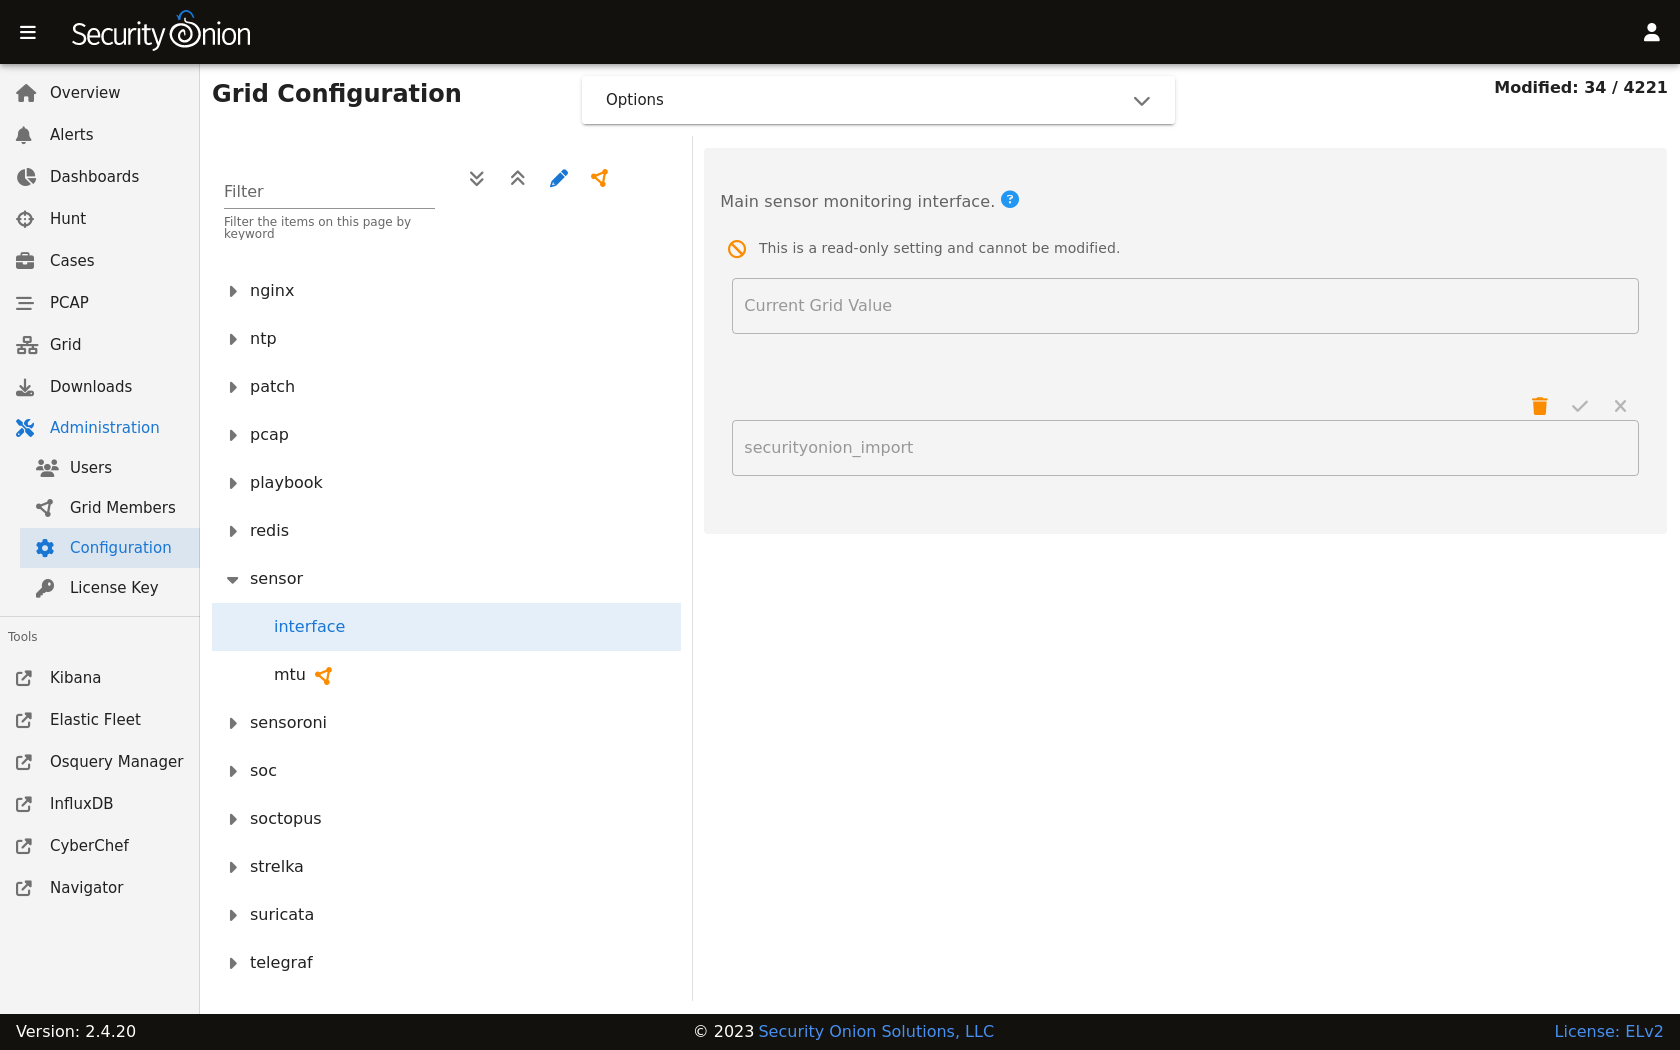 Security Onion
Overview
Alerts
Dashboards
Hunt
Cases
PCAP
Grid
Downloads
Administration
Users
Grid Members
Configuration
License Key
Tools
Kibana
Elastic Fleet
Osquery Manager
InfluxDB
CyberChef
Navigator
Grid Configuration
Options
Modified: 34 / 4221
Filter
Filter the items on this page by
keyword
nginx
ntp
patch
pcap
playbook
redis
sensor
interface
mtu
sensoroni
soc
soctopus
strelka
suricata
telegraf
Main sensor monitoring interface. ?
This is a read-only setting and cannot be modified.
Current Grid Value
securityonion_import
Version: 2.4.20
© 2023 Security Onion Solutions, LLC
License: ELv2